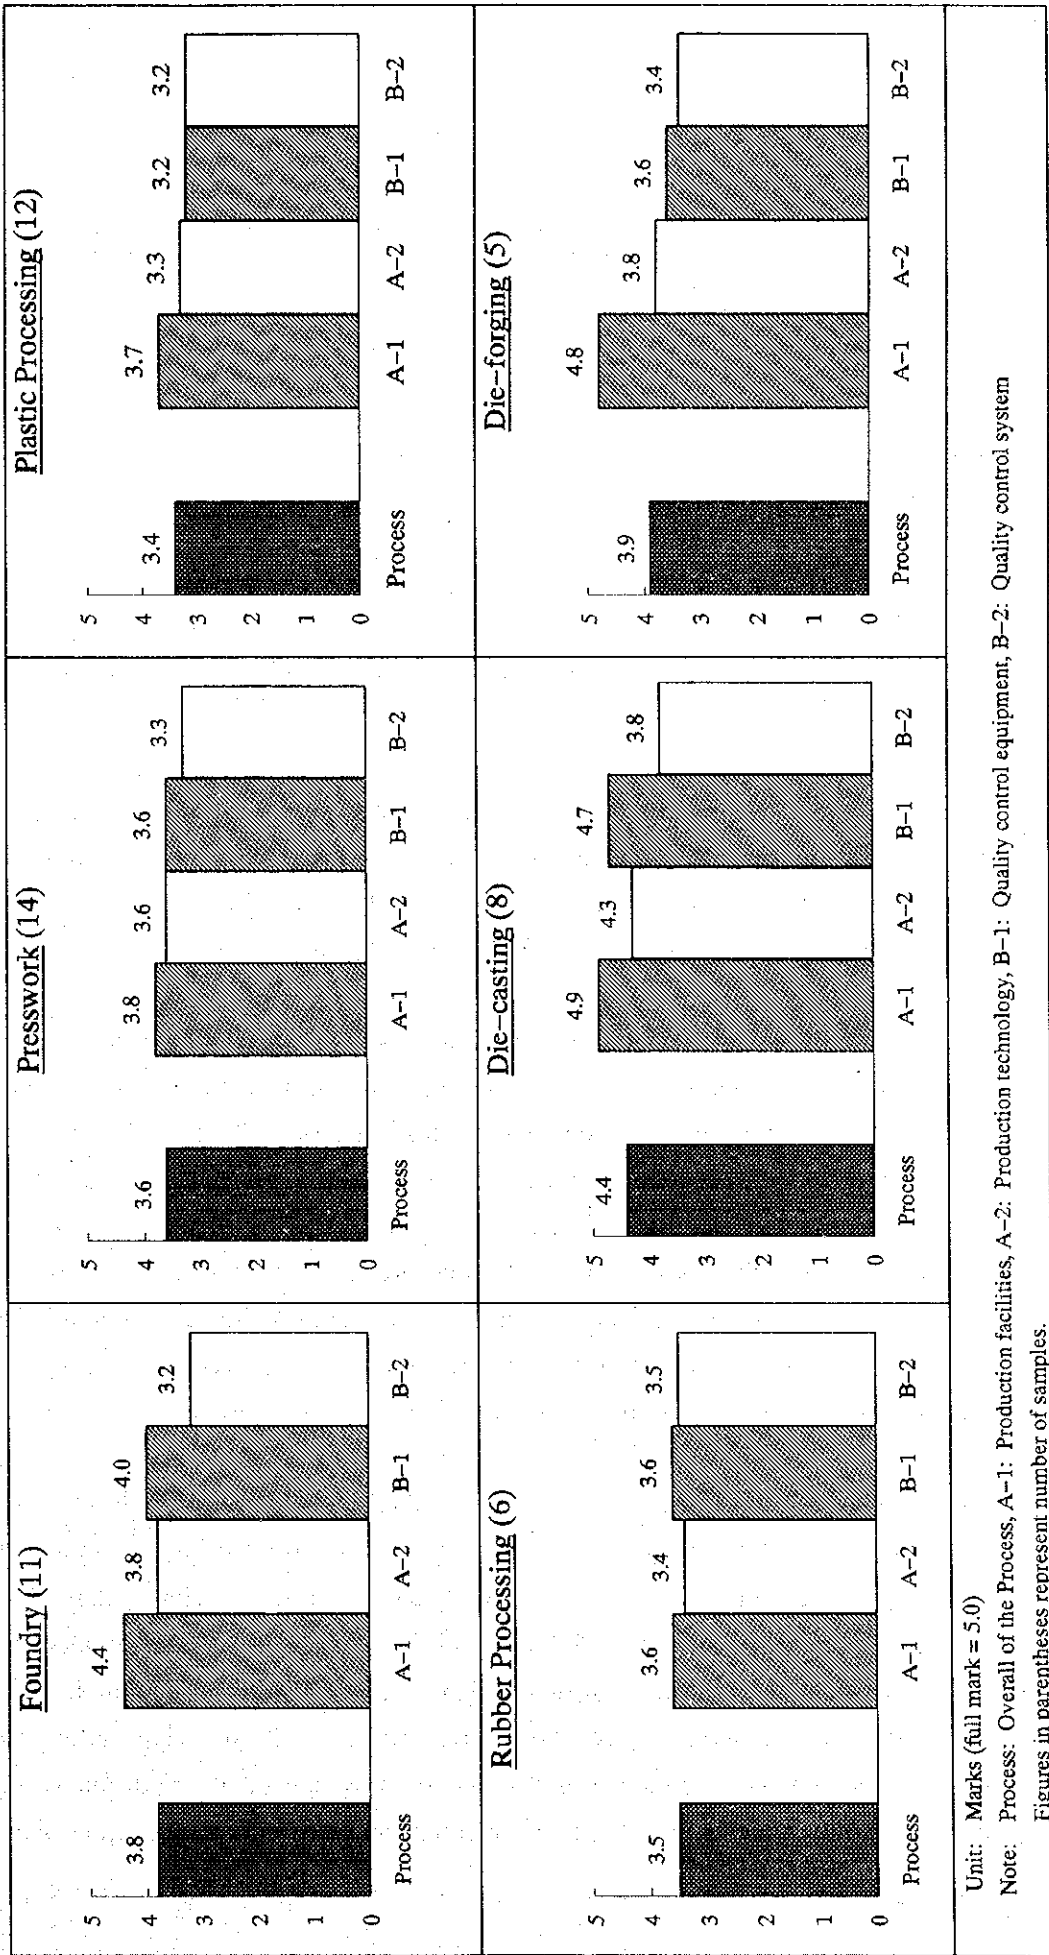 Foundry (11)
5
4
3
2
1
0
3.8
4.4
3.8
4.0
3.2
Process
A-1
A-2
B-1
B-2
Presswork (14)
5
4
3
2
1
0
3.6
3.8
3.6
3.6
3.3
Process
A-1
A-2
B-1
B-2
Plastic Processing (12)
5
4
3
2
1
0
3.4
3.7
3.3
3.2
3.2
Process
A-1
A-2
B-1
B-2
Rubber Processing (6)
5
4
3
2
1
0
3.5
3.6
3.4
3.6
3.5
Process
A-1
A-2
B-1
B-2
Die-casting (8)
5
4
3
2
1
0
4.4
4.9
4.3
4.7
3.8
Process
A-1
A-2
B-1
B-2
Die-forging (5)
5
4
3
2
1
0
3.9
4.8
3.8
3.6
3.4
Process
A-1
A-2
B-1
B-2
Unit: Marks (full mark = 5.0)
Note: Process: Overall of the Process, A-1: Production facilities, A-2: Production technology, B-1: Quality control equipment, B-2: Quality control system
Figures in parentheses represent number of samples.